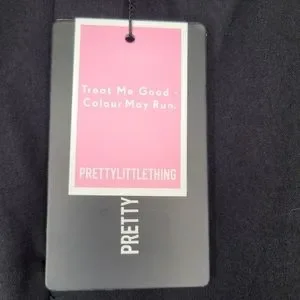 Treat Me Good -
Colour May Run.
PRETTYLITTLETHING
PRETTY